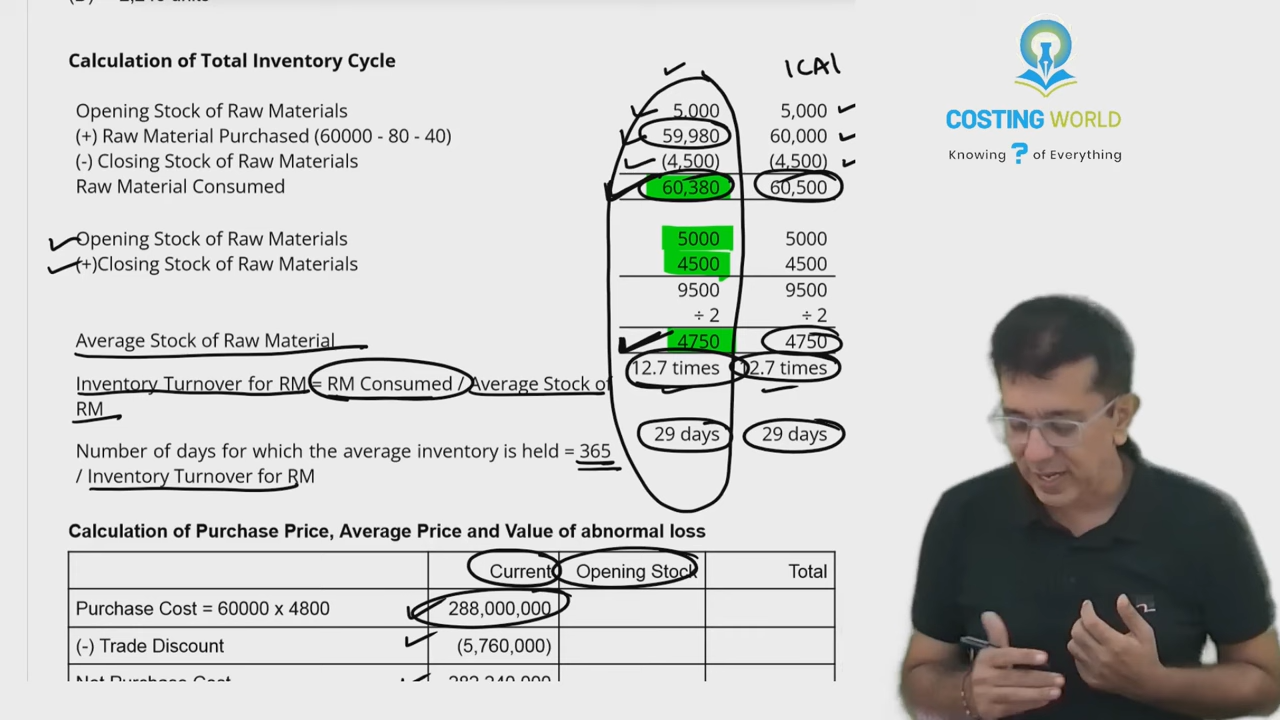 Calculation of Total Inventory Cycle
ICAI
Opening Stock of Raw Materials 5.000 5,000
(+) Raw Material Purchased (60000 - 80 - 40) 59,980 60,000
(-) Closing Stock of Raw Materials (4,500) (4,500)
Raw Material Consumed 60,380 60,500
Opening Stock of Raw Materials 5000 5000
(+)Closing Stock of Raw Materials 4500 4500
9500 9500
÷ 2 ÷ 2
Average Stock of Raw Material 4750 4750
12.7 times 12.7 times
Inventory Turnover for RM = RM Consumed / Average Stock of
RM
29 days 29 days
Number of days for which the average inventory is held = 365
/ Inventory Turnover for RM
Calculation of Purchase Price, Average Price and Value of abnormal loss
Current Opening Stock Total
Purchase Cost = 60000 x 4800 288,000,000
(-) Trade Discount (5,760,000)
COSTING WORLD
Knowing ? of Everything